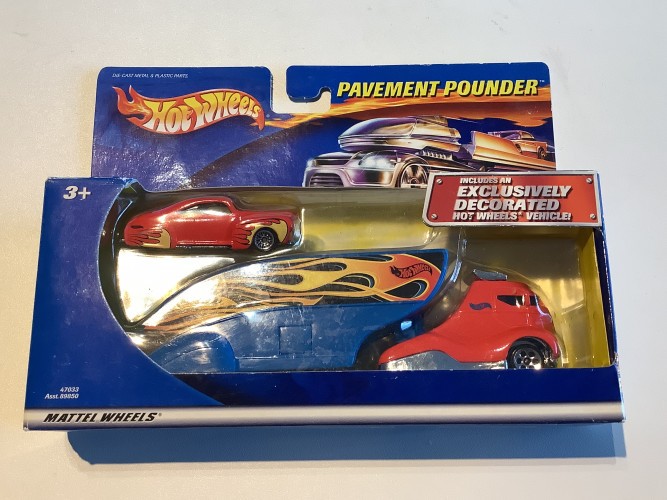 DIE-CAST METAL & PLASTIC PARTS
HOT WHEELS
PAVEMENT POUNDER™
3+
INCLUDES AN
EXCLUSIVELY
DECORATED
HOT WHEELS® VEHICLE!
HOT WHEELS
47033
Asst. 89850
MATTEL WHEELS®